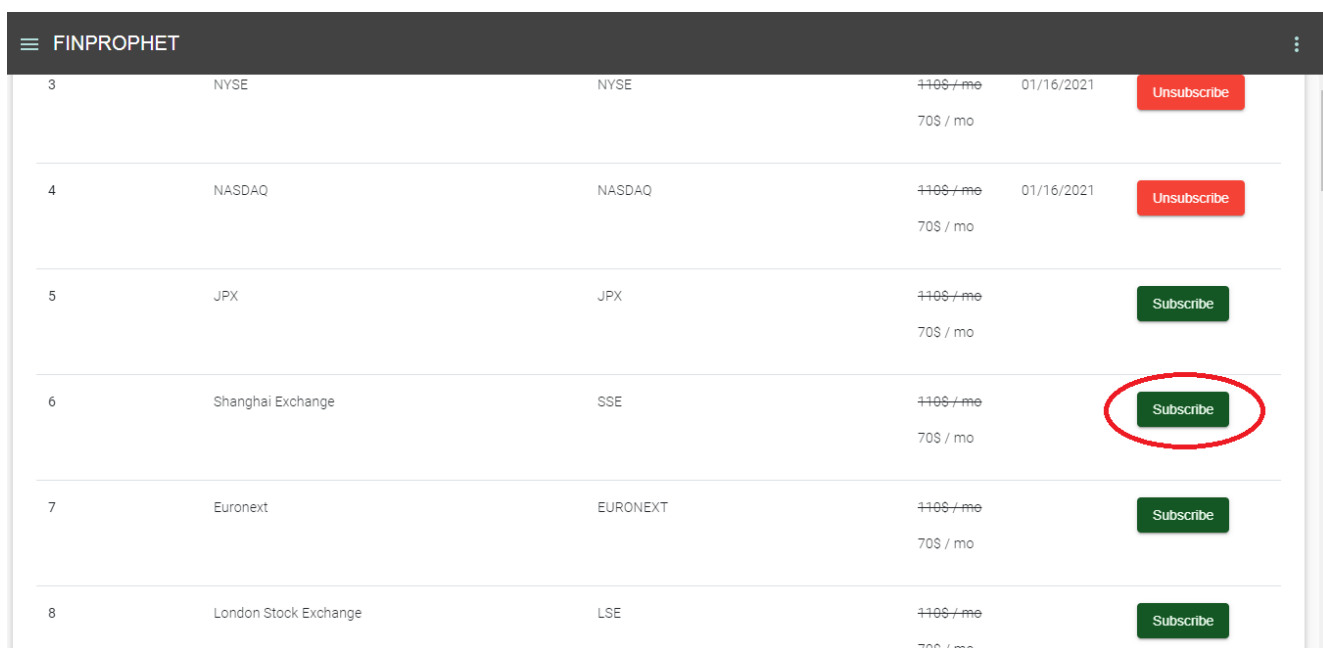 FINPROPHET
3 NYSE NYSE 110$ / mo 01/16/2021 Unsubscribe
70$ / mo
4 NASDAQ NASDAQ 110$ / mo 01/16/2021 Unsubscribe
70$ / mo
5 JPX JPX 110$ / mo Subscribe
70$ / mo
6 Shanghai Exchange SSE 110$ / mo Subscribe
70$ / mo
7 Euronext EURONEXT 110$ / mo Subscribe
70$ / mo
8 London Stock Exchange LSE 110$ / mo Subscribe
70$ / mo